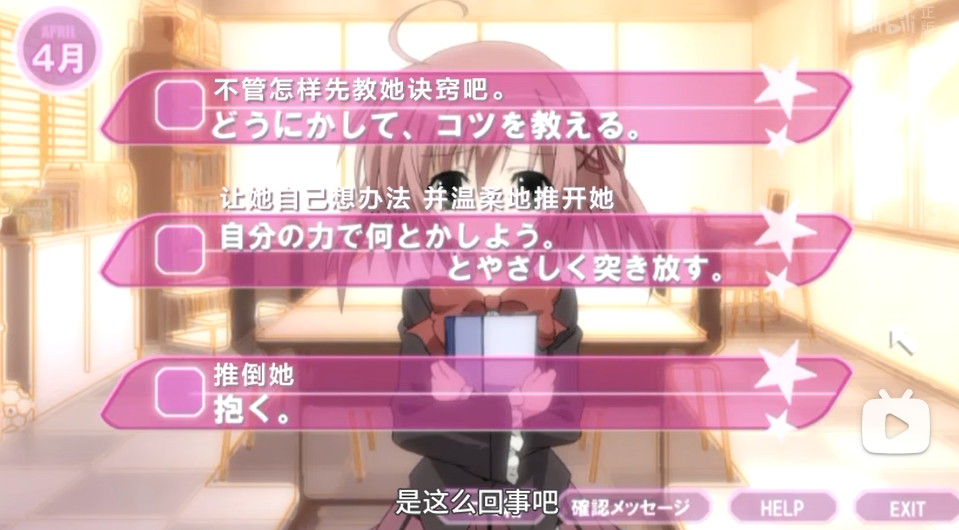 APRIL
4月
正版
不管怎样先教她诀窍吧。
どうにかして、コツを教える。
让她自己想办法 并温柔地推开她
自分の力で何とかしよう。
とやさしく突き放す。
推倒她
抱く。
是这么回事吧
確認メッセージ
HELP
EXIT